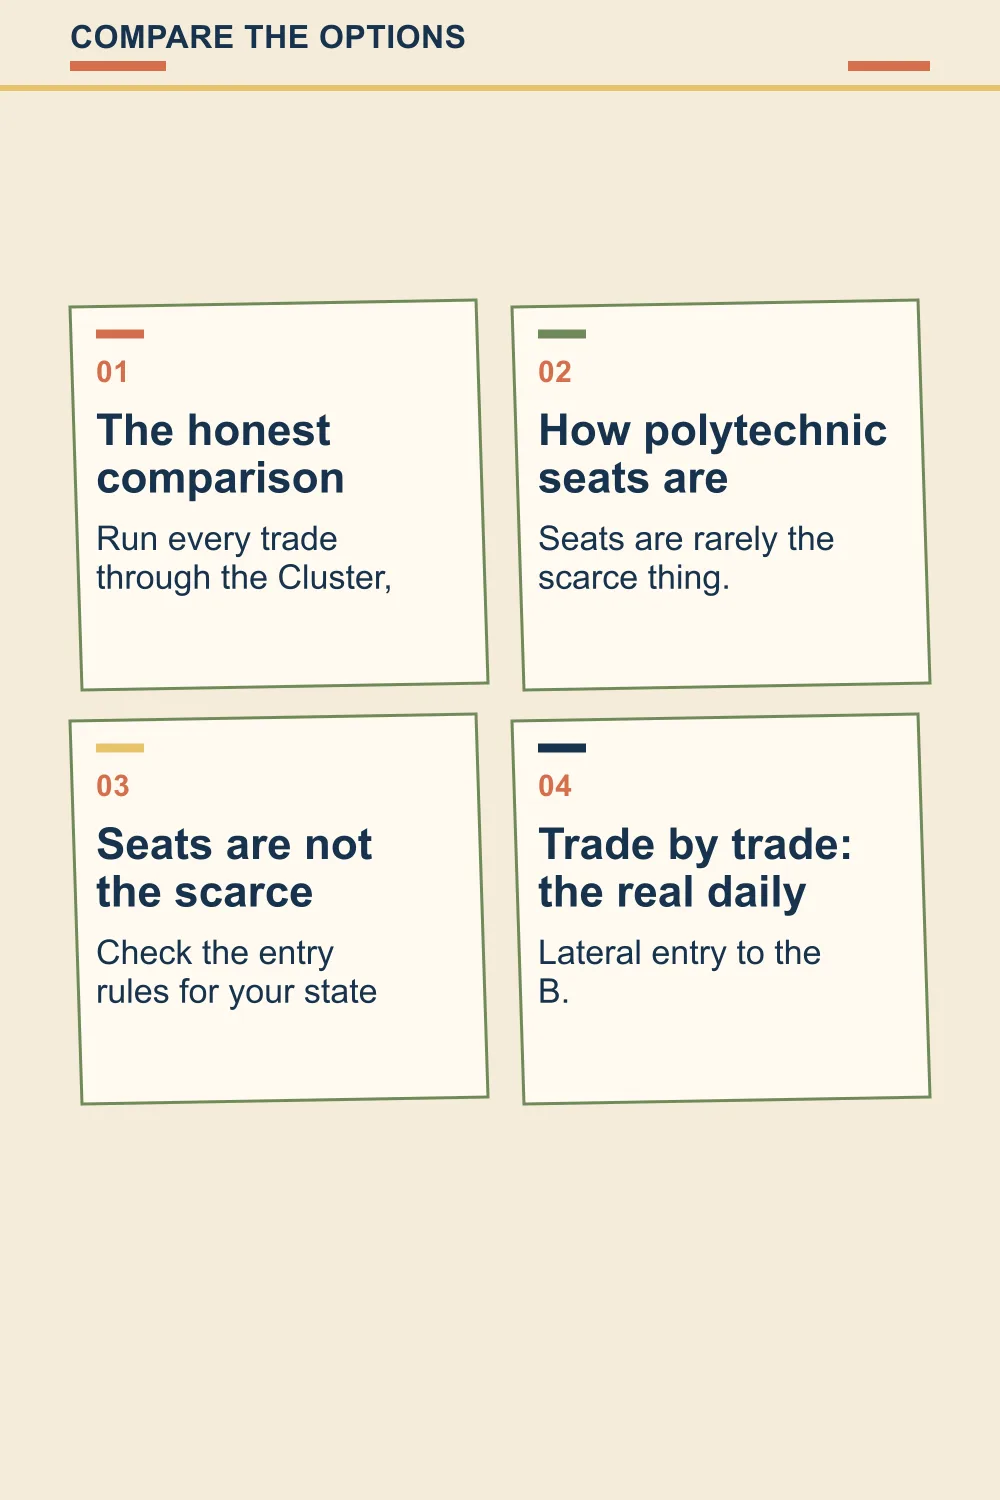 COMPARE THE OPTIONS
01
The honest
comparison
Run every trade
through the Cluster,
02
How polytechnic
seats are
Seats are rarely the
scarce thing.
03
Seats are not
the scarce
Check the entry
rules for your state
04
Trade by trade:
the real daily
Lateral entry to the
B.